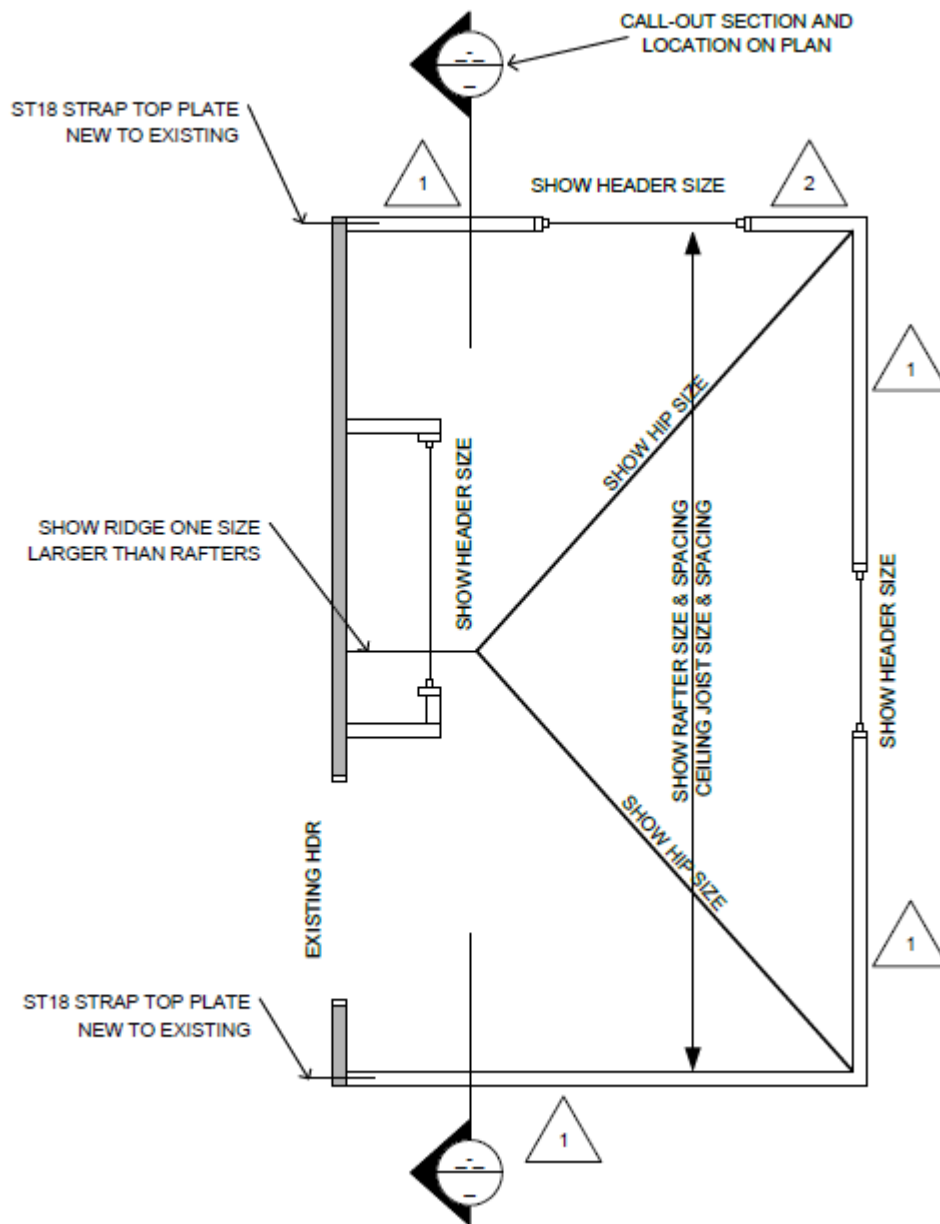 CALL-OUT SECTION AND
LOCATION ON PLAN
-- - --
--
ST18 STRAP TOP PLATE
NEW TO EXISTING
1
SHOW HEADER SIZE
2
1
SHOW HIP SIZE
SHOW HEADER SIZE
SHOW RIDGE ONE SIZE
LARGER THAN RAFTERS
SHOW RAFTER SIZE & SPACING
CEILING JOIST SIZE & SPACING
SHOW HEADER SIZE
SHOW HIP SIZE
EXISTING HDR
1
ST18 STRAP TOP PLATE
NEW TO EXISTING
1
-- - --
--